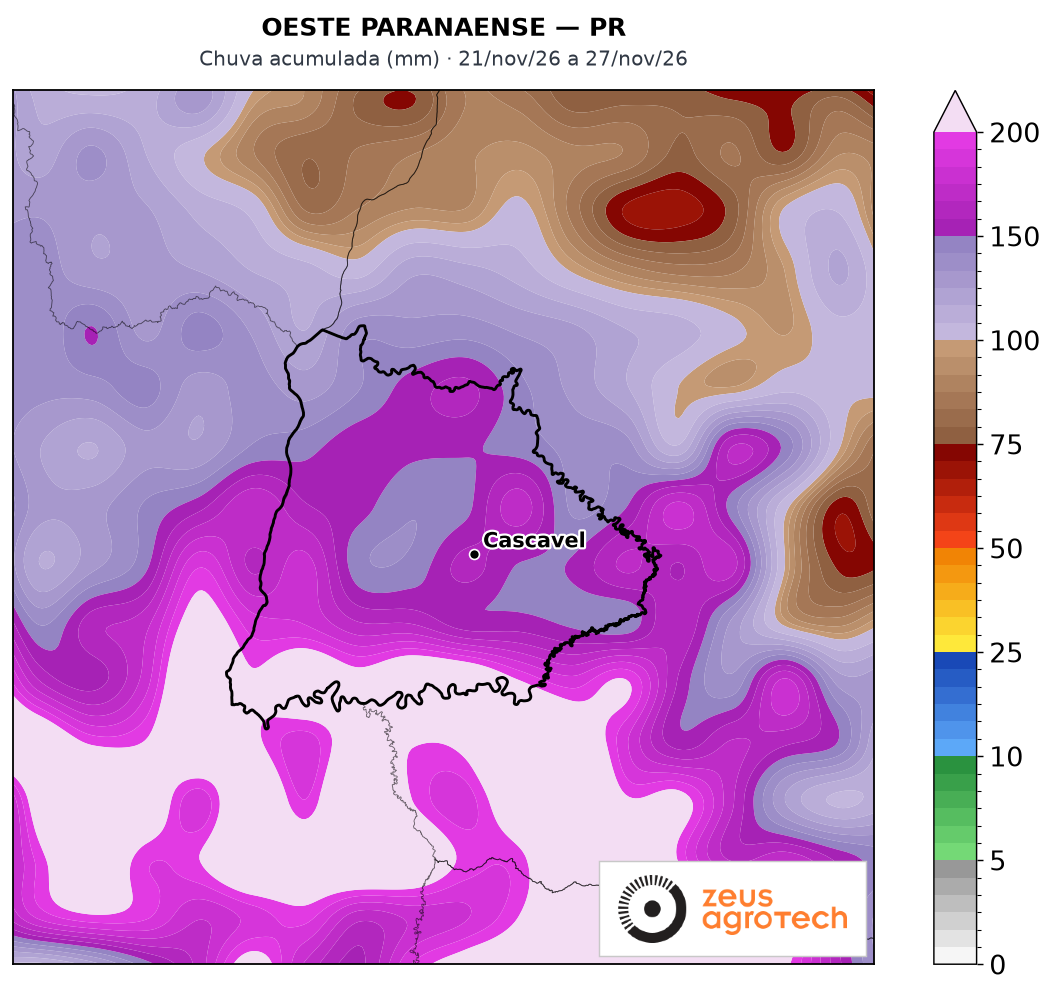 OESTE PARANAENSE — PR
Chuva acumulada (mm) · 21/nov/26 a 27/nov/26
200
150
100
75
50
25
10
5
0
Cascavel
zeus
agrotech